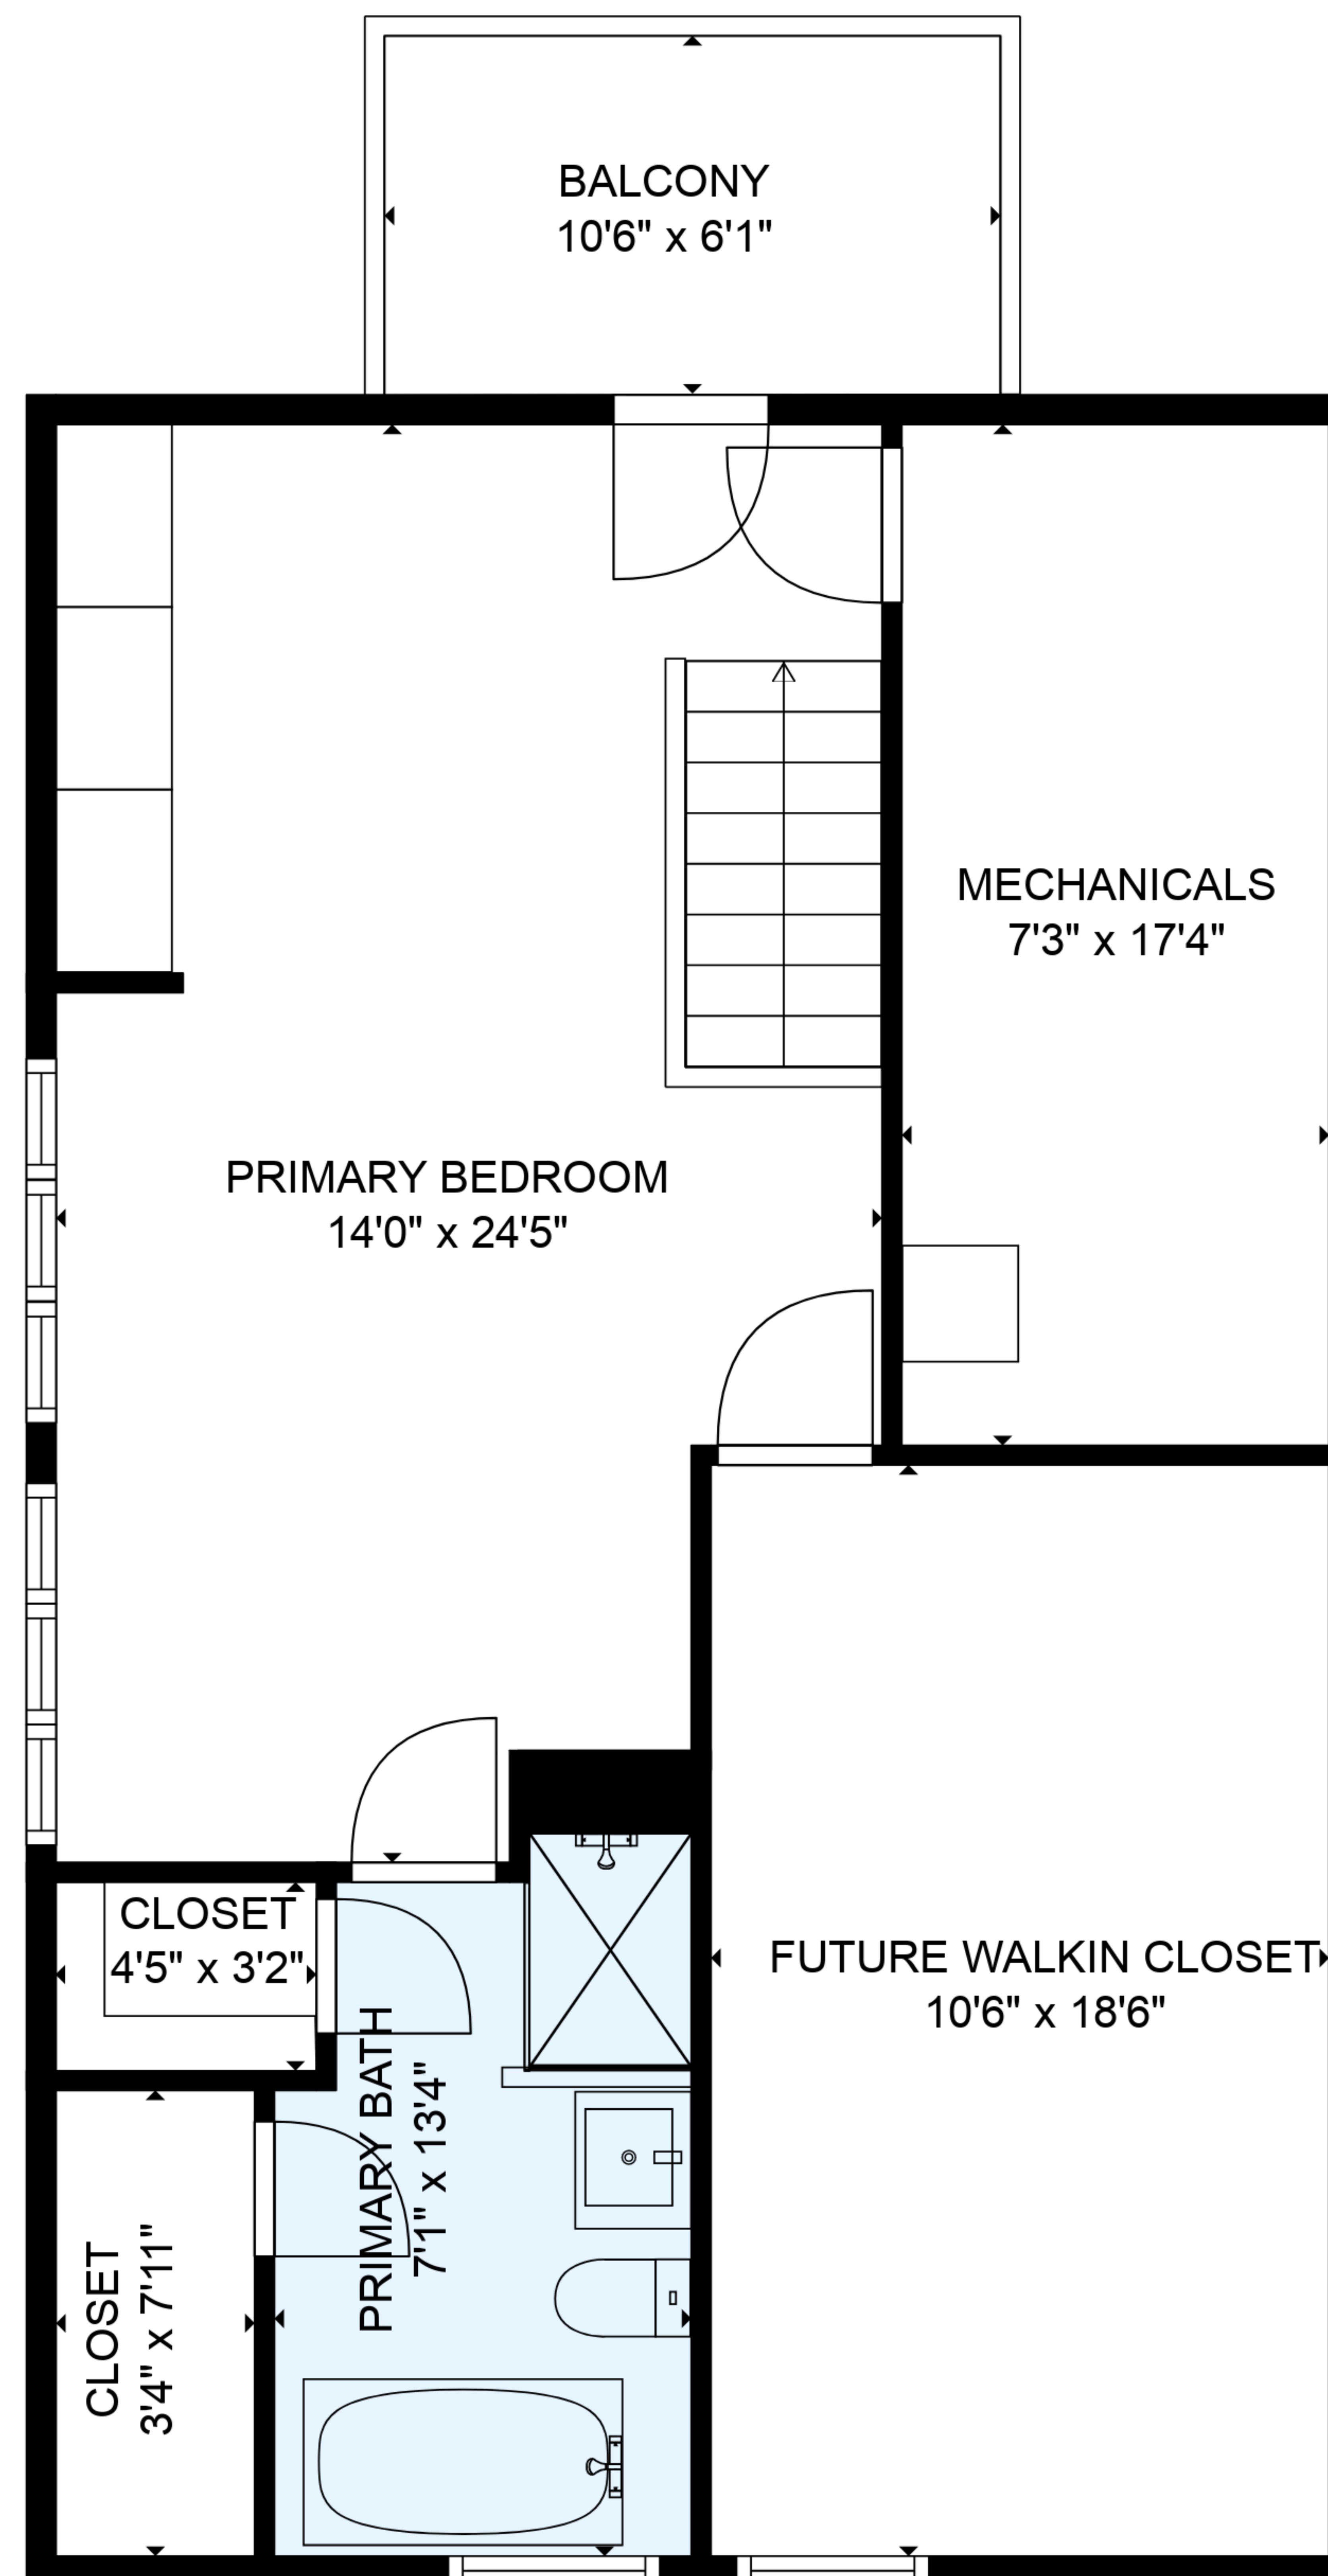 BALCONY
10'6" x 6'1"
MECHANICALS
7'3" x 17'4"
PRIMARY BEDROOM
14'0" x 24'5"
CLOSET
4'5" x 3'2"
FUTURE WALKIN CLOSET
10'6" x 18'6"
PRIMARY BATH
7'1" x 13'4"
CLOSET
3'4" x 7'11"